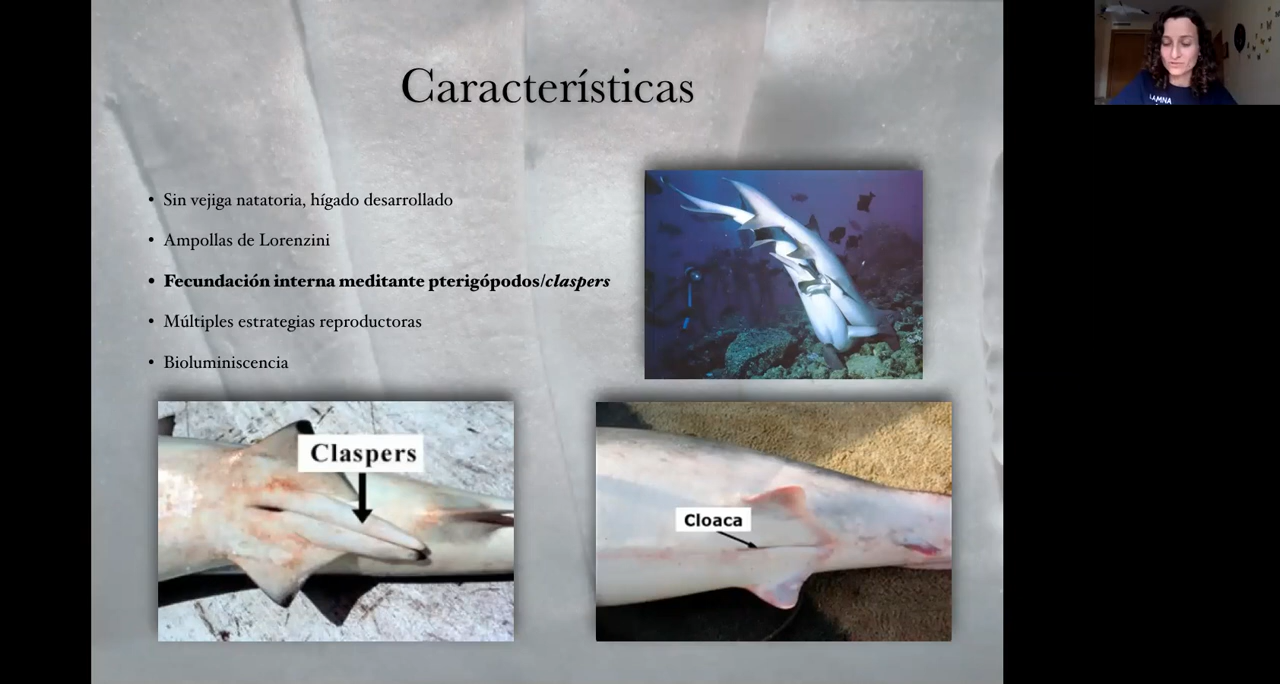 Características
• Sin vejiga natatoria, hígado desarrollado
• Ampollas de Lorenzini
• Fecundación interna meditante pterigópodos/claspers
• Múltiples estrategias reproductoras
• Bioluminiscencia
Claspers
Cloaca
LAMNA